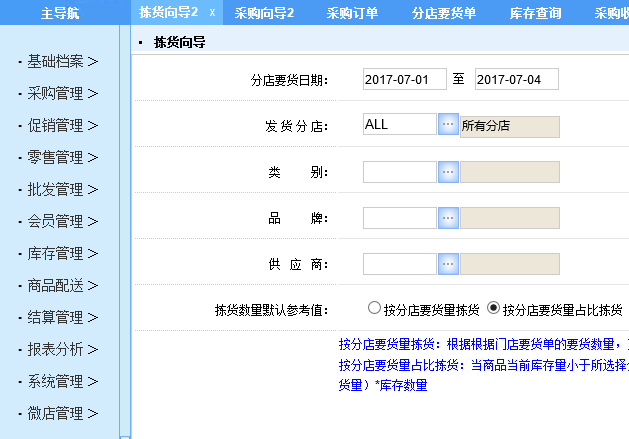 主导航 拣货向导2 x 采购向导2 采购订单 分店要货单 库存查询 采购收
· 拣货向导
· 基础档案 >
· 采购管理 >
· 促销管理 >
· 零售管理 >
· 批发管理 >
· 会员管理 >
· 库存管理 >
· 商品配送 >
· 结算管理 >
· 报表分析 >
· 系统管理 >
· 微店管理 >
分店要货日期： 2017-07-01 至 2017-07-04
发货分店： ALL ... 所有分店
类 别： ...
品 牌： ...
供 应 商： ...
拣货数量默认参考值： 按分店要货量拣货 按分店要货量占比拣货
按分店要货量拣货：根据根据门店要货单的要货数量，
按分店要货量占比拣货：当商品当前库存量小于所选择
货量）*库存数量